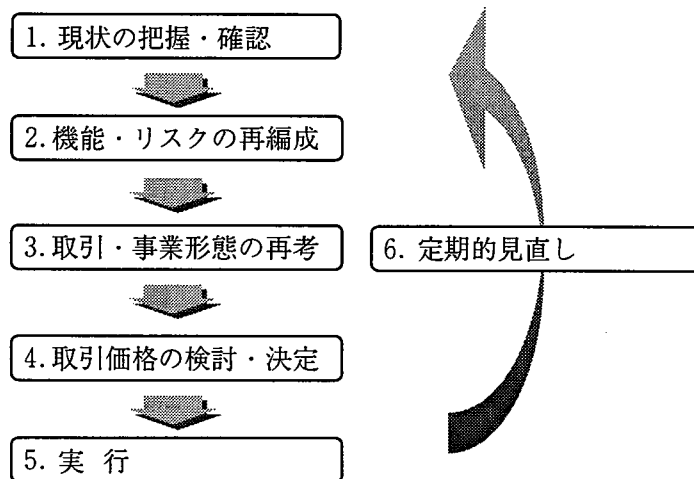 1. 現状の把握・確認
2. 機能・リスクの再編成
3. 取引・事業形態の再考
6. 定期的見直し
4. 取引価格の検討・決定
5. 実 行